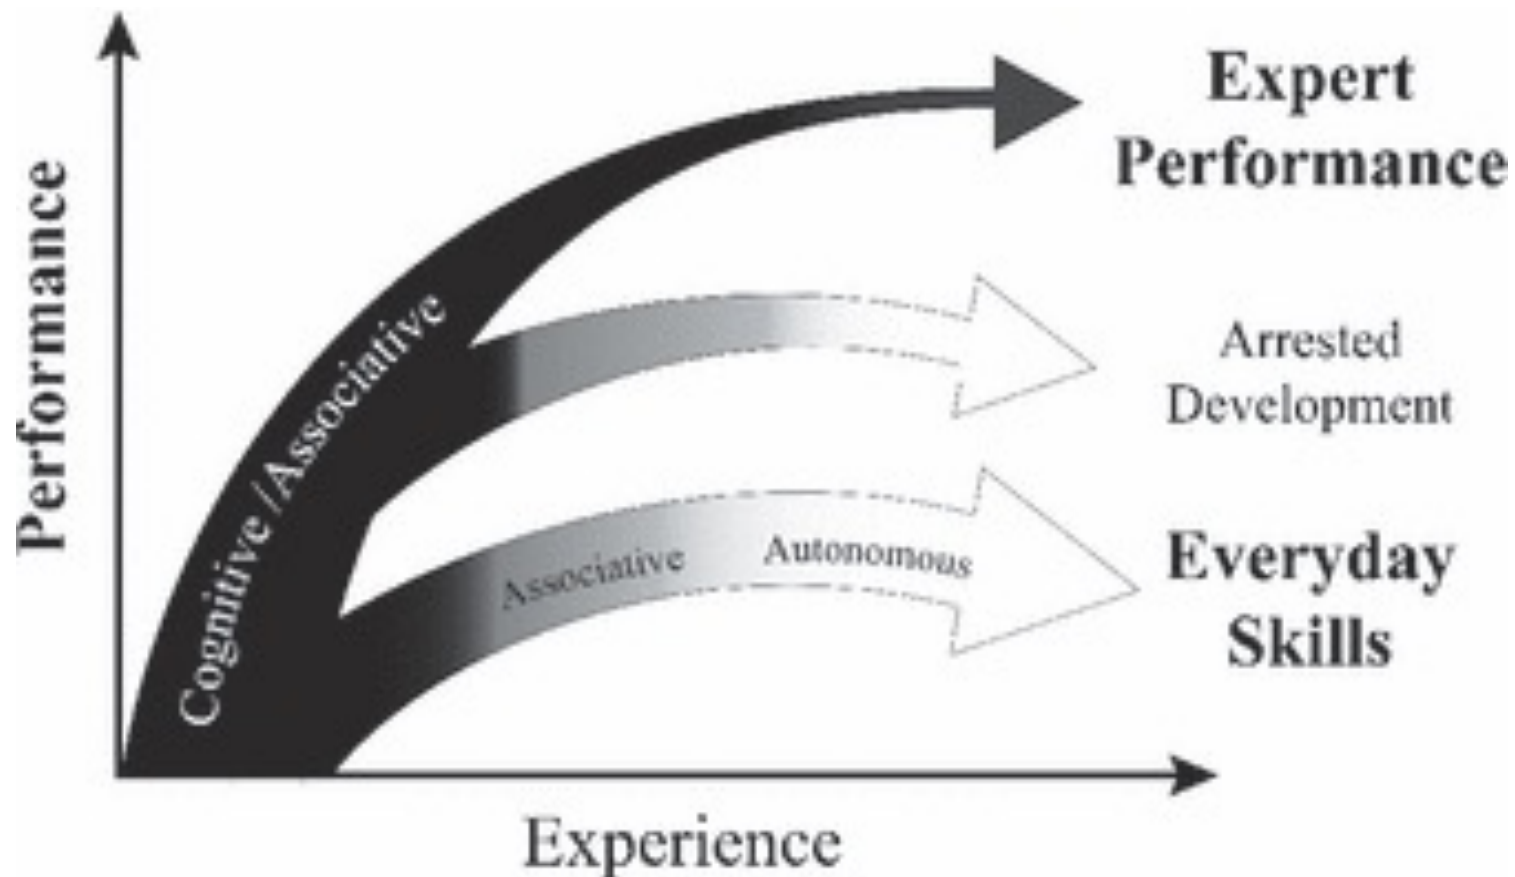 Expert
Performance
Performance
Cognitive / Associative
Arrested
Development
Associative
Autonomous
Everyday
Skills
Experience